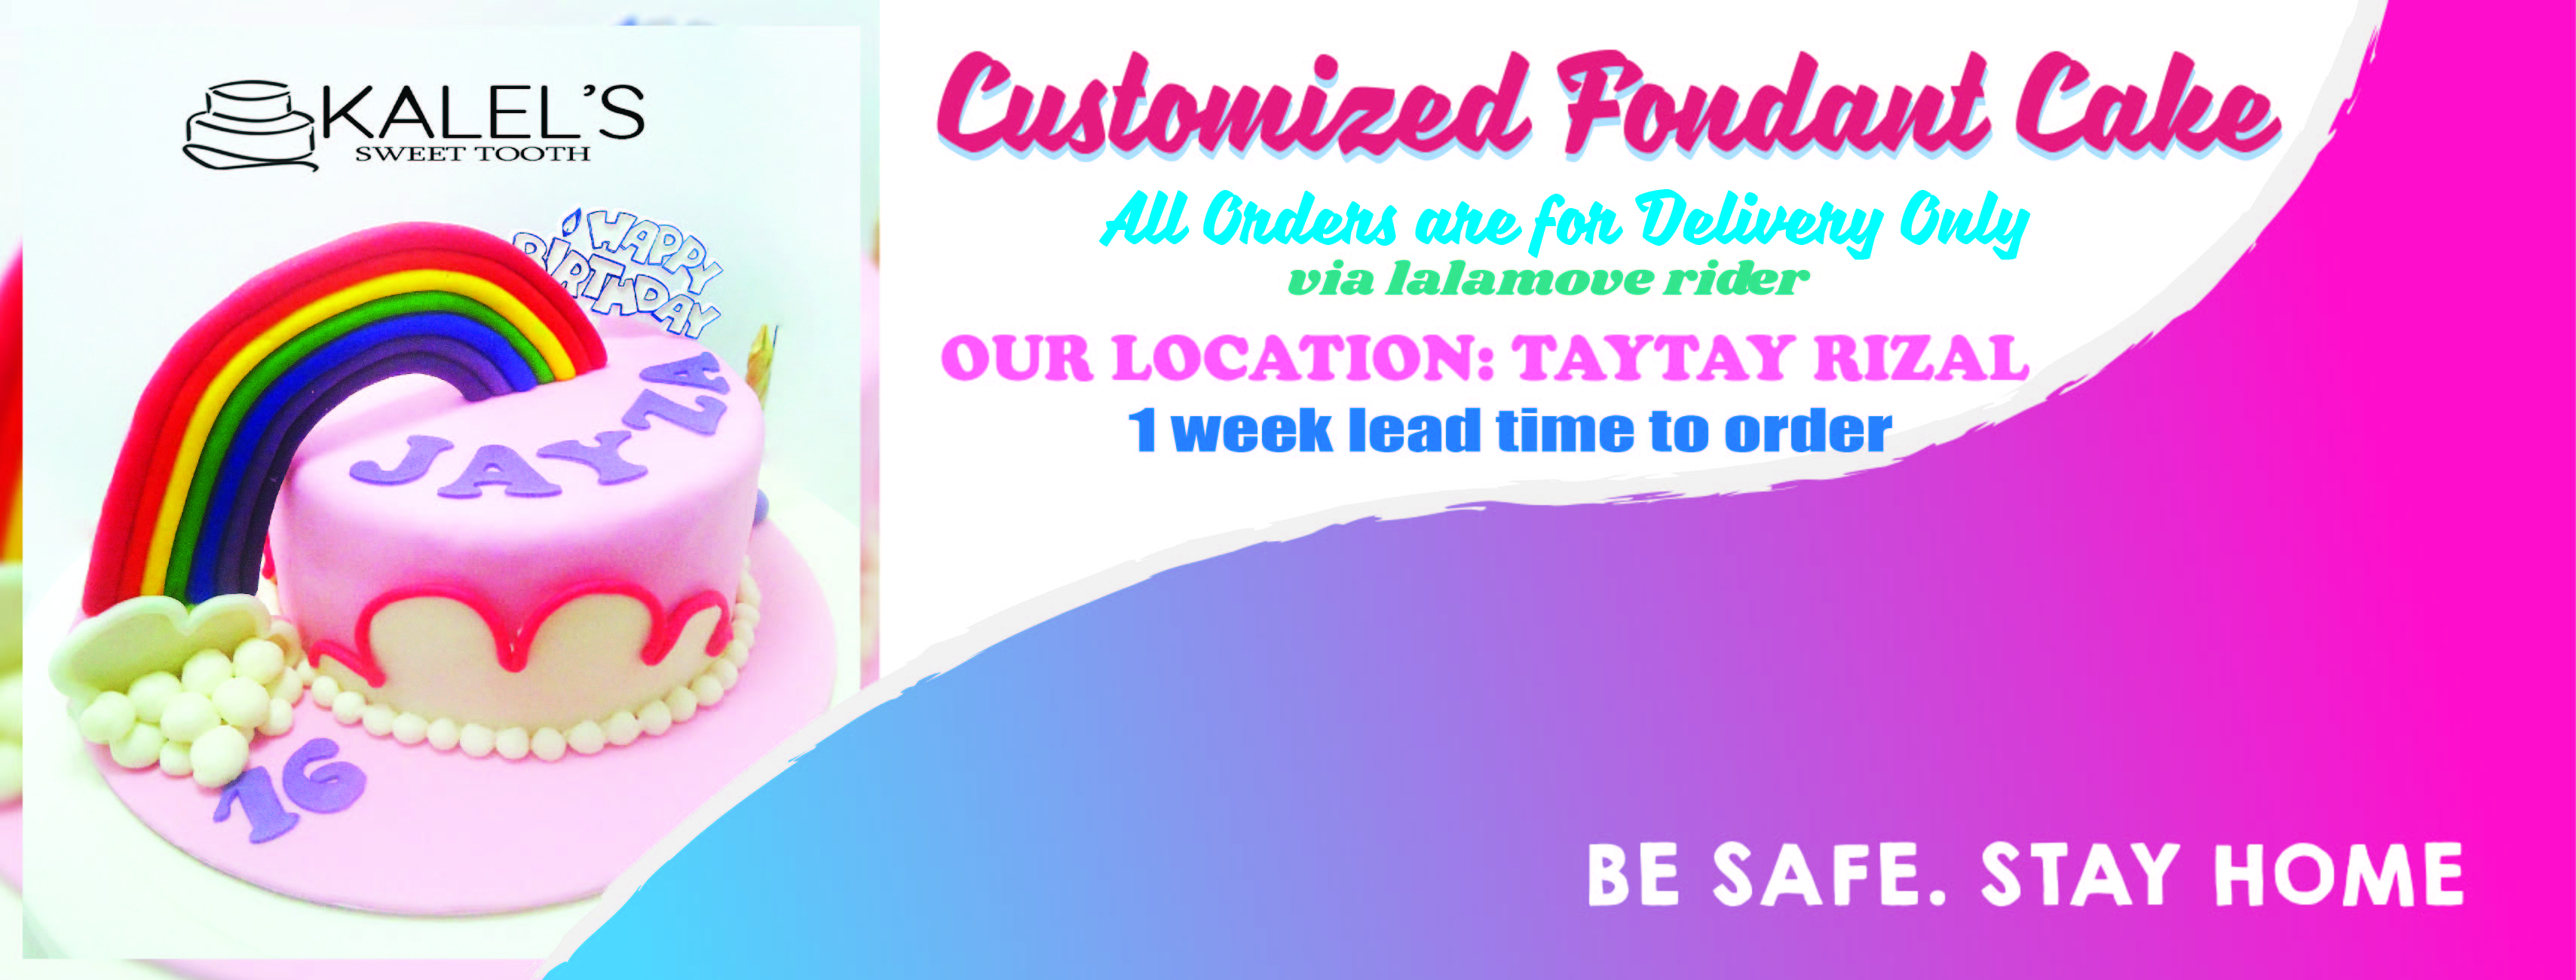 KALEL'S
SWEET TOOTH
HAPPY
BIRTHDAY
JAYZA
16
Customized Fondant Cake
All Orders are for Delivery Only
via lalamove rider
OUR LOCATION: TAYTAY RIZAL
1 week lead time to order
BE SAFE. STAY HOME